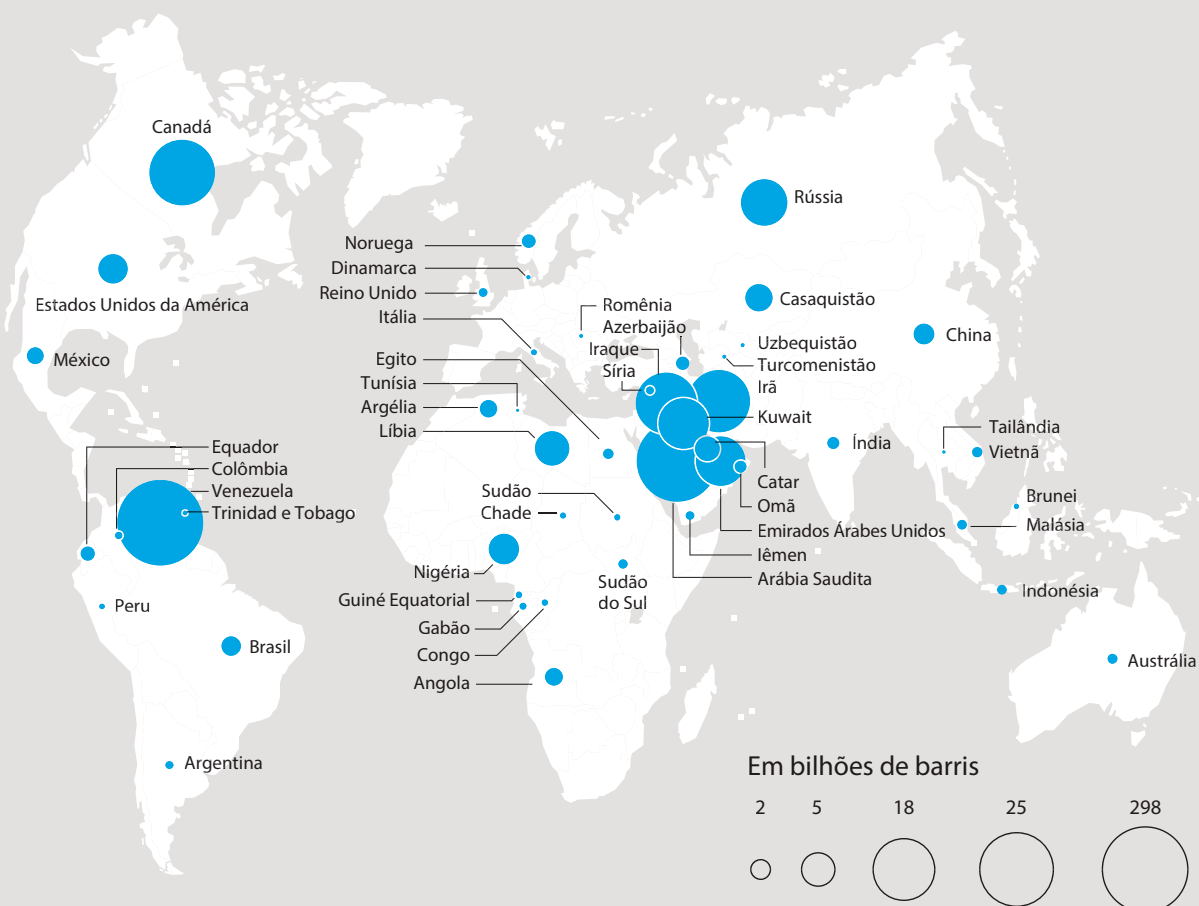 Canadá
Rússia
Noruega
Dinamarca
Reino Unido
Itália
Egito
Tunísia
Argélia
Líbia
Estados Unidos da América
México
Casaquistão
Romênia
Azerbaijão
Iraque
Síria
China
Uzbequistão
Turcomenistão
Irã
Kuwait
Índia
Tailândia
Vietnã
Equador
Colômbia
Venezuela
Trinidad e Tobago
Catar
Omã
Emirados Árabes Unidos
Iêmen
Arábia Saudita
Sudão
Chade
Brunei
Malásia
Nigéria
Guiné Equatorial
Gabão
Congo
Angola
Sudão
do Sul
Indonésia
Peru
Brasil
Austrália
Argentina
Em bilhões de barris
2 5 18 25 298